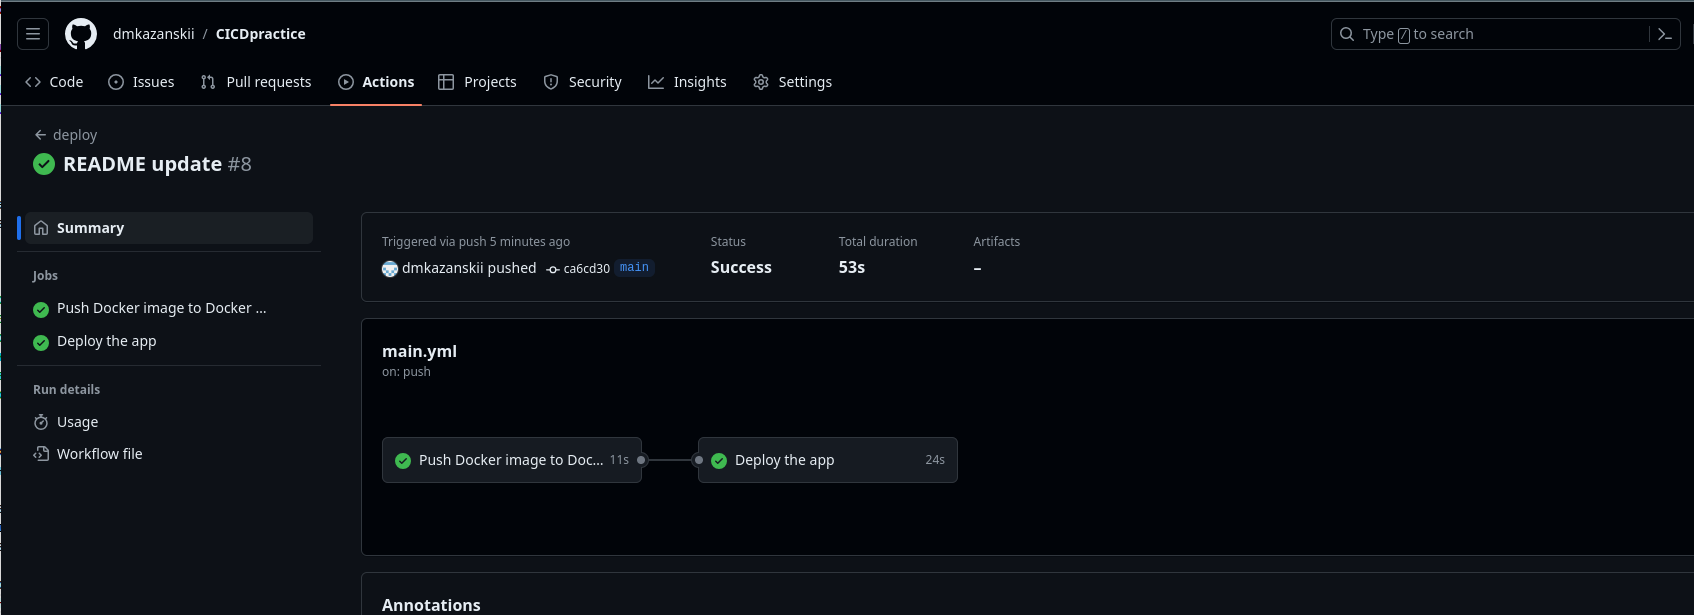 dmkazanskii / CICDpractice
Type / to search
Code Issues Pull requests Actions Projects Security Insights Settings
deploy
README update #8
Summary
Jobs
Push Docker image to Docker ...
Deploy the app
Run details
Usage
Workflow file
Triggered via push 5 minutes ago
dmkazanskii pushed ca6cd30 main
Status
Success
Total duration
53s
Artifacts
–
main.yml
on: push
Push Docker image to Doc... 11s
Deploy the app 24s
Annotations